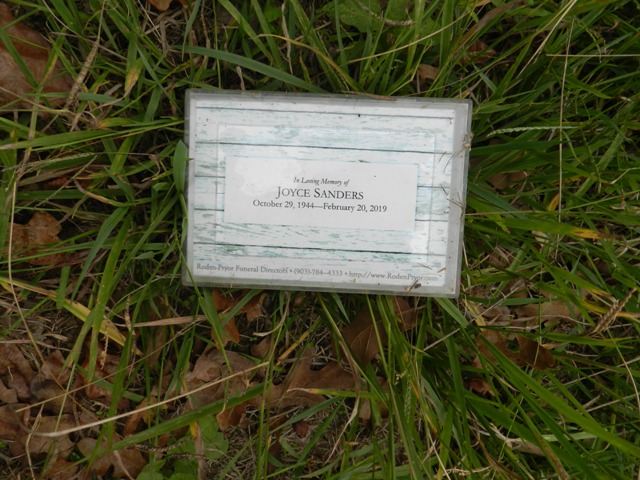 In Loving Memory of
JOYCE SANDERS
October 29, 1944—February 20, 2019
Roden-Pryor Funeral Directors • (903)-784-4333 • http://www.RodenPryor.com